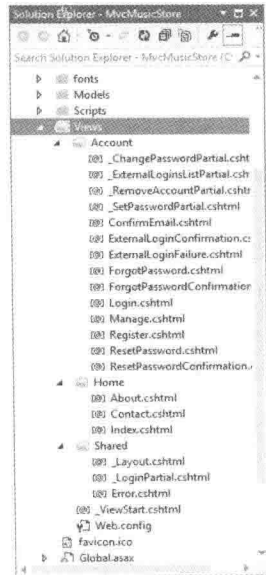 Solution Explorer - MvcMusicStore
Search Solution Explorer - MvcMusicStore (C
fonts
Models
Scripts
Views
Account
_ChangePasswordPartial.csht
_ExternalLoginsListPartial.csh
_RemoveAccountPartial.cshtr
_SetPasswordPartial.cshtml
ConfirmEmail.cshtml
ExternalLoginConfirmation.c:
ExternalLoginFailure.cshtml
ForgotPassword.cshtml
ForgotPasswordConfirmation
Login.cshtml
Manage.cshtml
Register.cshtml
ResetPassword.cshtml
ResetPasswordConfirmation.
Home
About.cshtml
Contact.cshtml
Index.cshtml
Shared
_Layout.cshtml
_LoginPartial.cshtml
Error.cshtml
_ViewStart.cshtml
Web.config
favicon.ico
Global.asax